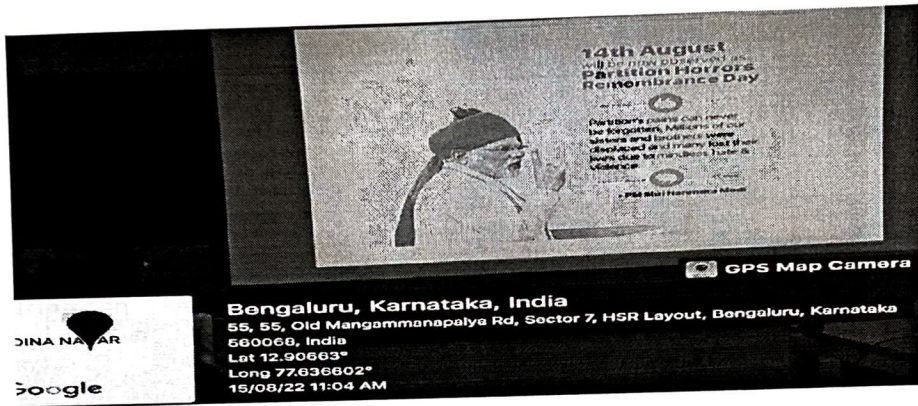 14th August
will be now observed as
Partition Horrors
Remembrance Day
Partition's pains can never
be forgotten. Millions of our
sisters and brothers were
displaced and many lost their
lives due to mindless hate &
violence
- PM Shri Narendra Modi
GPS Map Camera
Bengaluru, Karnataka, India
55, 55, Old Mangammanapalya Rd, Sector 7, HSR Layout, Bengaluru, Karnataka
560068, India
Lat 12.90663°
Long 77.636602°
15/08/22 11:04 AM
DINA NAGAR
Google